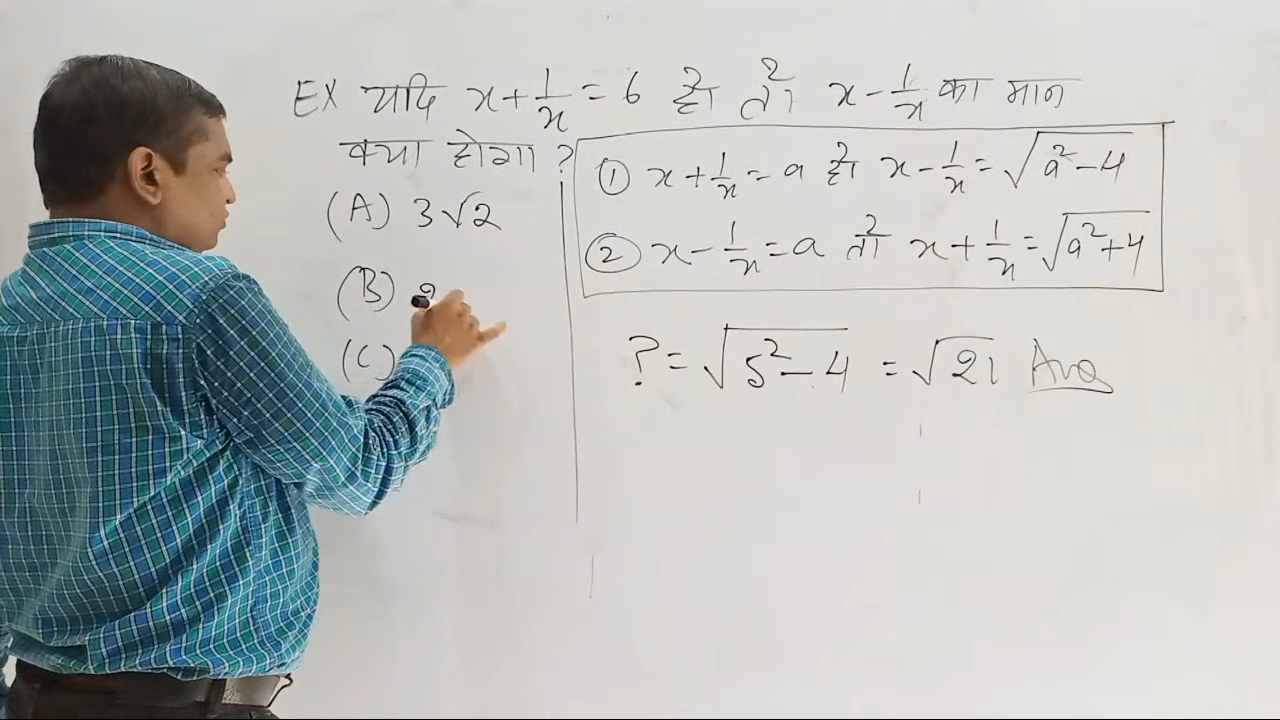 EX यदि x + 1/x = 6 हो तो x - 1/x का मान
क्या होगा ?
① x + 1/x = a हो x - 1/x = √(a² - 4)
② x - 1/x = a तो x + 1/x = √(a² + 4)
(A) 3√2
(B)
(C)
? = √(5² - 4) = √21 Ans